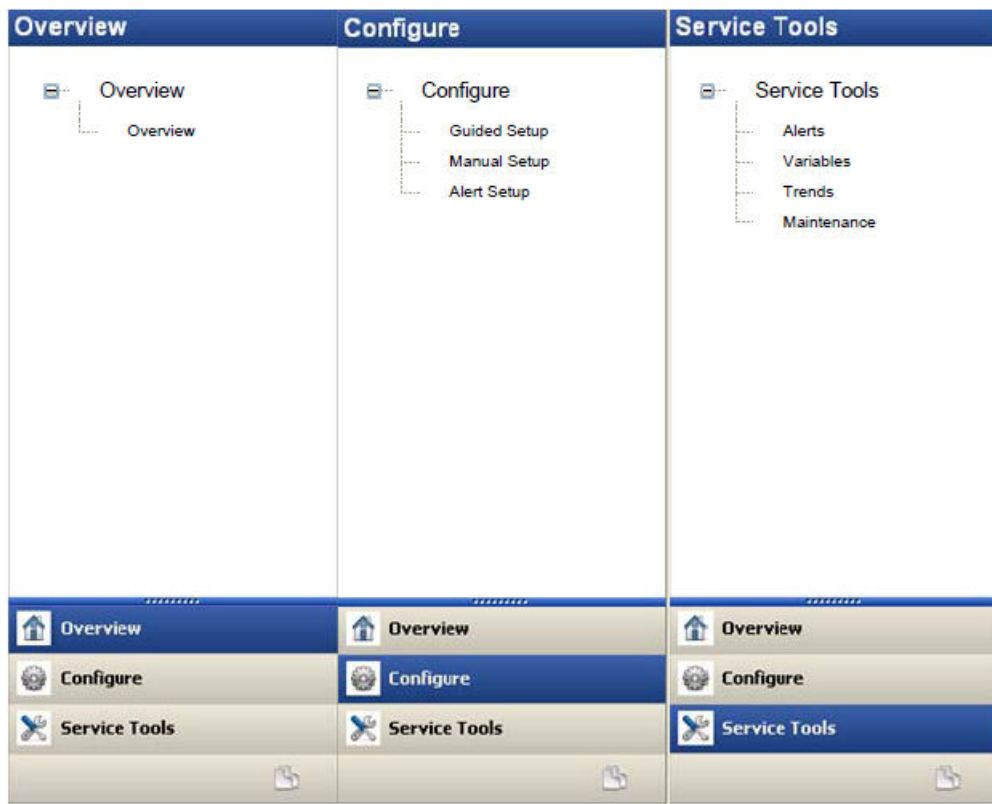 Overview
Overview
Overview
Overview
Configure
Service Tools
Configure
Configure
Guided Setup
Manual Setup
Alert Setup
Overview
Configure
Service Tools
Service Tools
Service Tools
Alerts
Variables
Trends
Maintenance
Overview
Configure
Service Tools